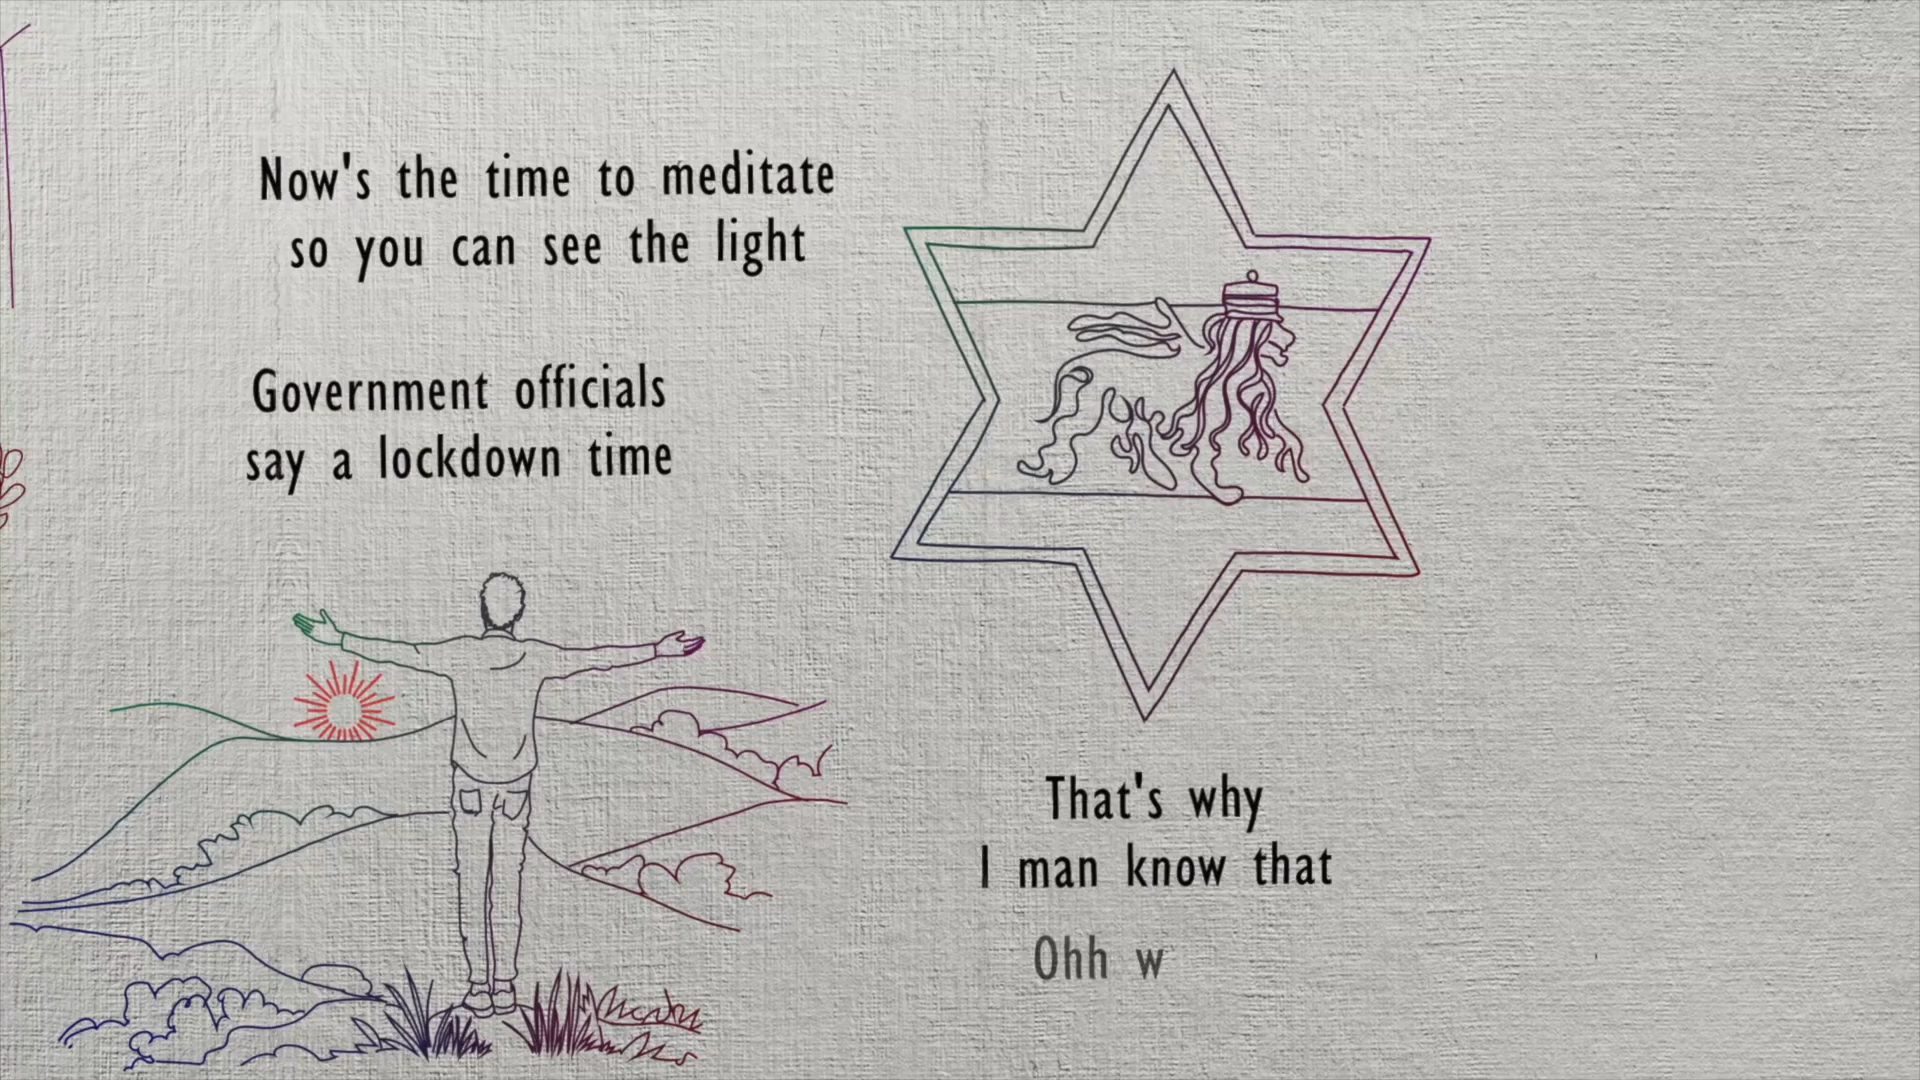 Now's the time to meditate
so you can see the light
Government officials
say a lockdown time
That's why
I man know that
Ohh w